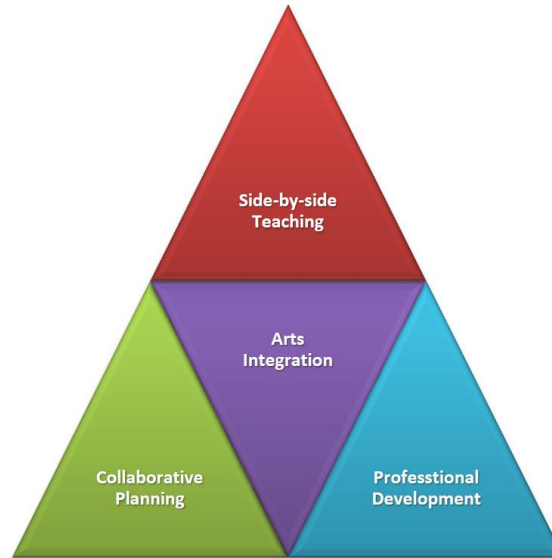 Side-by-side
Teaching
Arts
Integration
Collaborative
Planning
Professtional
Development